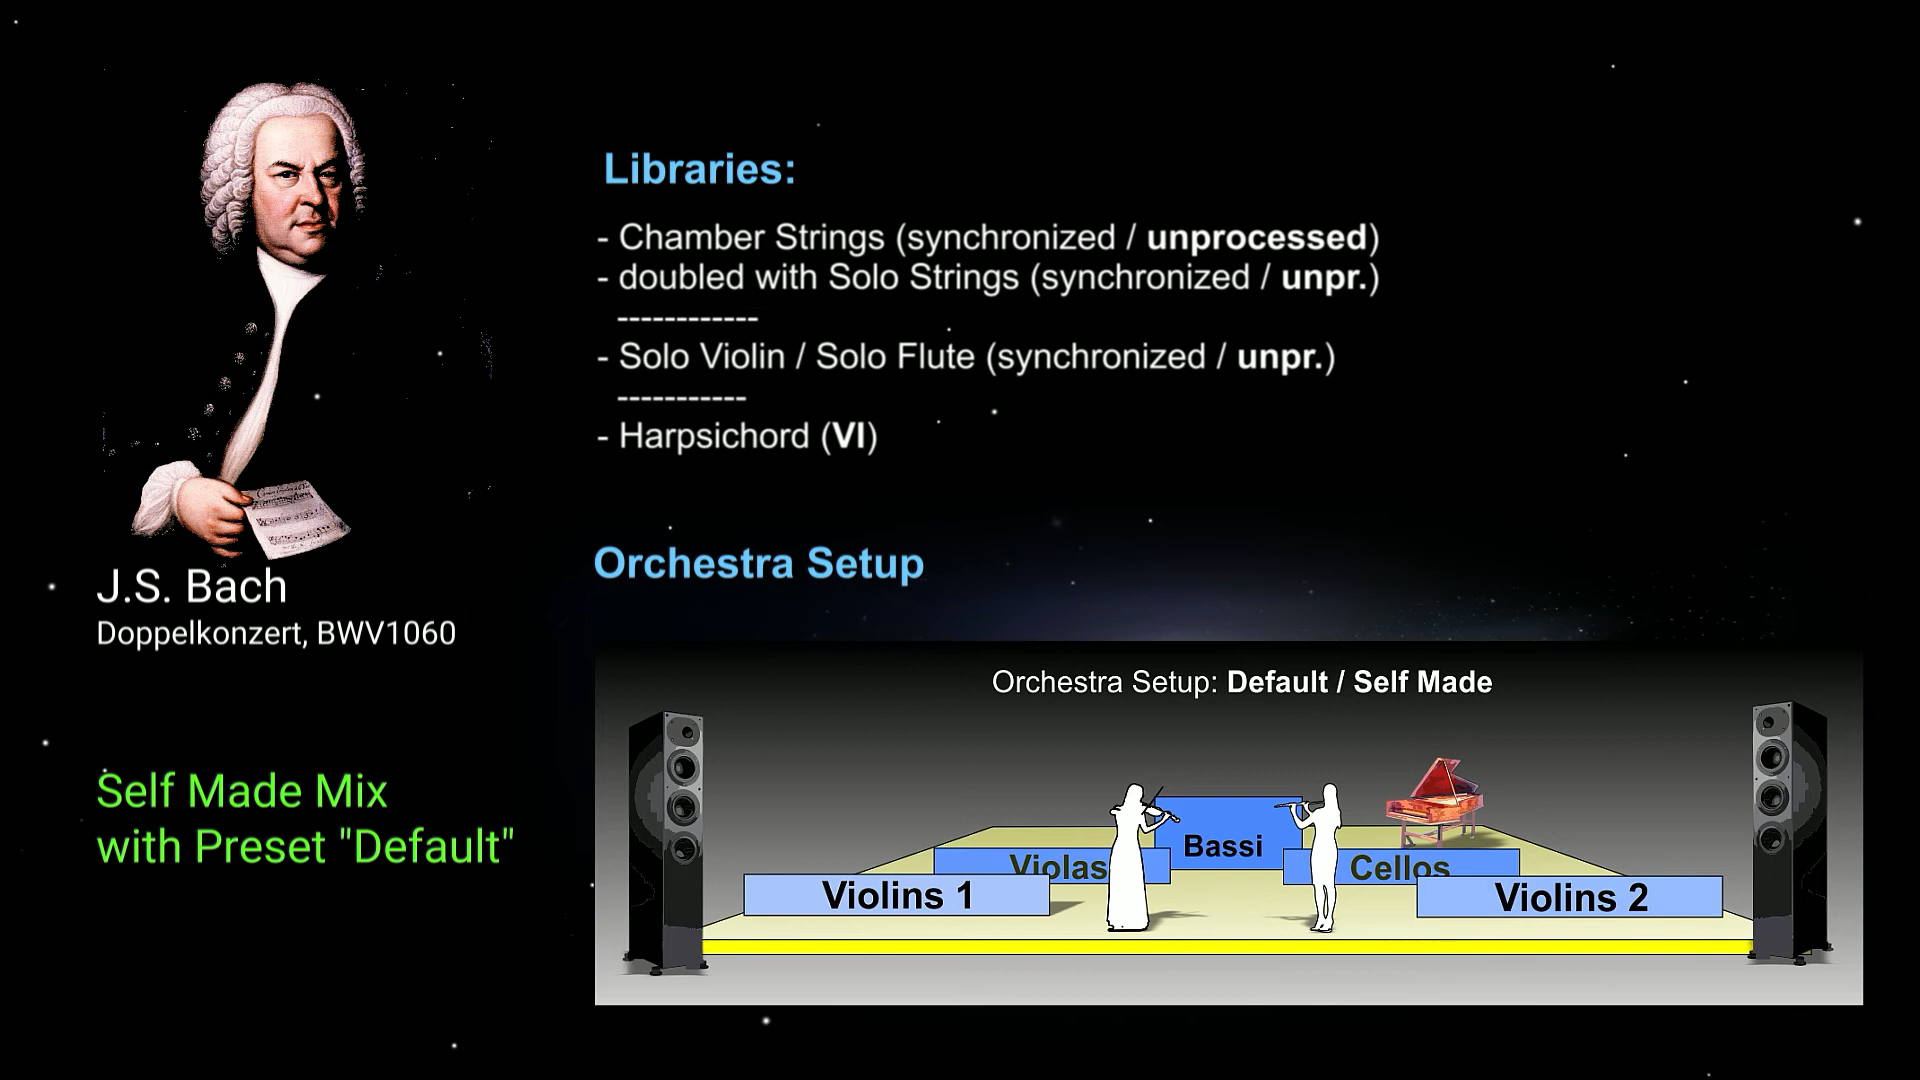 J.S. Bach
Doppelkonzert, BWV1060
Self Made Mix
with Preset "Default"
Libraries:
- Chamber Strings (synchronized / unprocessed)
- doubled with Solo Strings (synchronized / unpr.)
------------
- Solo Violin / Solo Flute (synchronized / unpr.)
-----------
- Harpsichord (VI)
Orchestra Setup
Orchestra Setup: Default / Self Made
Bassi
Violas
Cellos
Violins 1
Violins 2